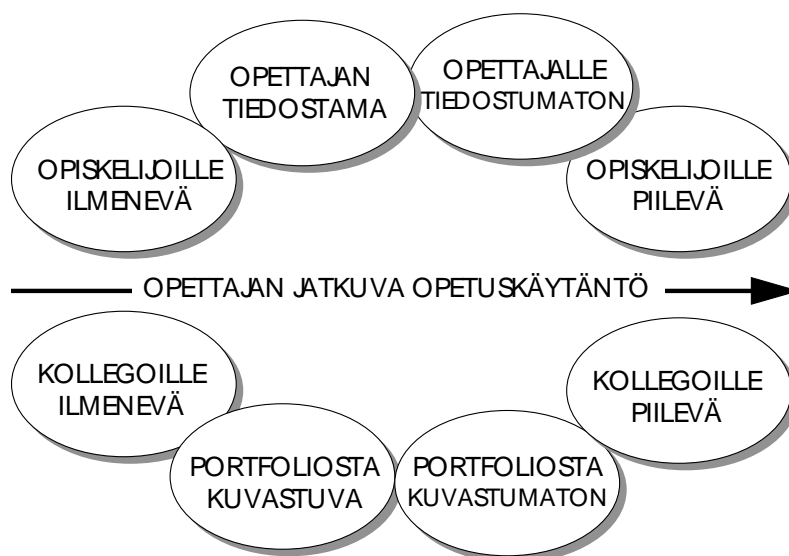 OPETTAJAN
TIEDOSTAMA
OPETTAJALLE
TIEDOSTUMATON
OPISKELIJOILLE
ILMENEVÄ
OPISKELIJOILLE
PIILEVÄ
OPETTAJAN JATKUVA OPETUSKÄYTÄNTÖ
KOLLEGOILLE
ILMENEVÄ
KOLLEGOILLE
PIILEVÄ
PORTFOLIOSTA
KUVASTUVA
PORTFOLIOSTA
KUVASTUMATON